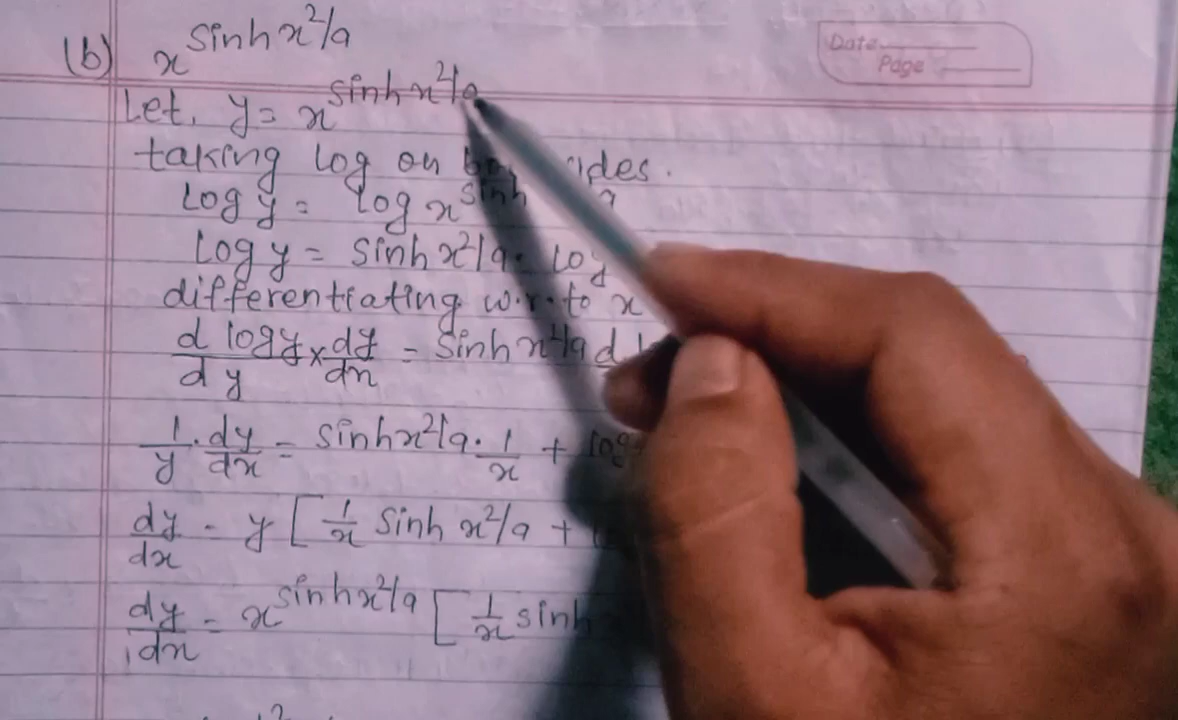 (b) x^sinh x²/a
Date
Page
Let, y = x^sinh x²/a
taking log on sides.
log y = log x^sinh
log y = sinh x²/a · log
differentiating w.r.to x
d logy/dy × dy/dx = sinh x²/a d
1/y · dy/dx = sinh x²/a · 1/x + log
dy/dx = y [ 1/x sinh x²/a +
dy/dx = x^sinh x²/a [ 1/x sinh